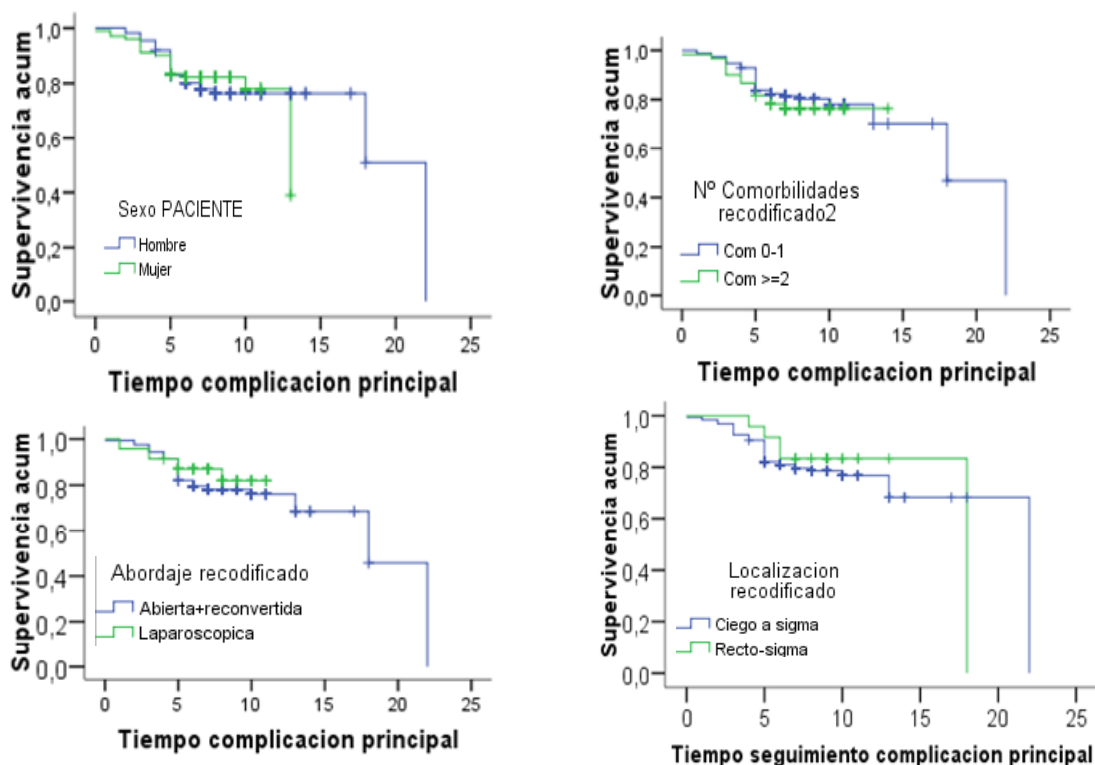 Supervivencia acum
1,0
0,8
0,6
0,4
0,2
0,0
Sexo PACIENTE
Hombre
Mujer
0 5 10 15 20 25
Tiempo complicacion principal
Supervivencia acum
1,0
0,8
0,6
0,4
0,2
0,0
Nº Comorbilidades
recodificado2
Com 0-1
Com >=2
0 5 10 15 20 25
Tiempo complicacion principal
Supervivencia acum
1,0
0,8
0,6
0,4
0,2
0,0
Abordaje recodificado
Abierta+reconvertida
Laparoscopica
0 5 10 15 20 25
Tiempo complicacion principal
Supervivencia acum
1,0
0,8
0,6
0,4
0,2
0,0
Localizacion
recodificado
Ciego a sigma
Recto-sigma
0 5 10 15 20 25
Tiempo seguimiento complicacion principal